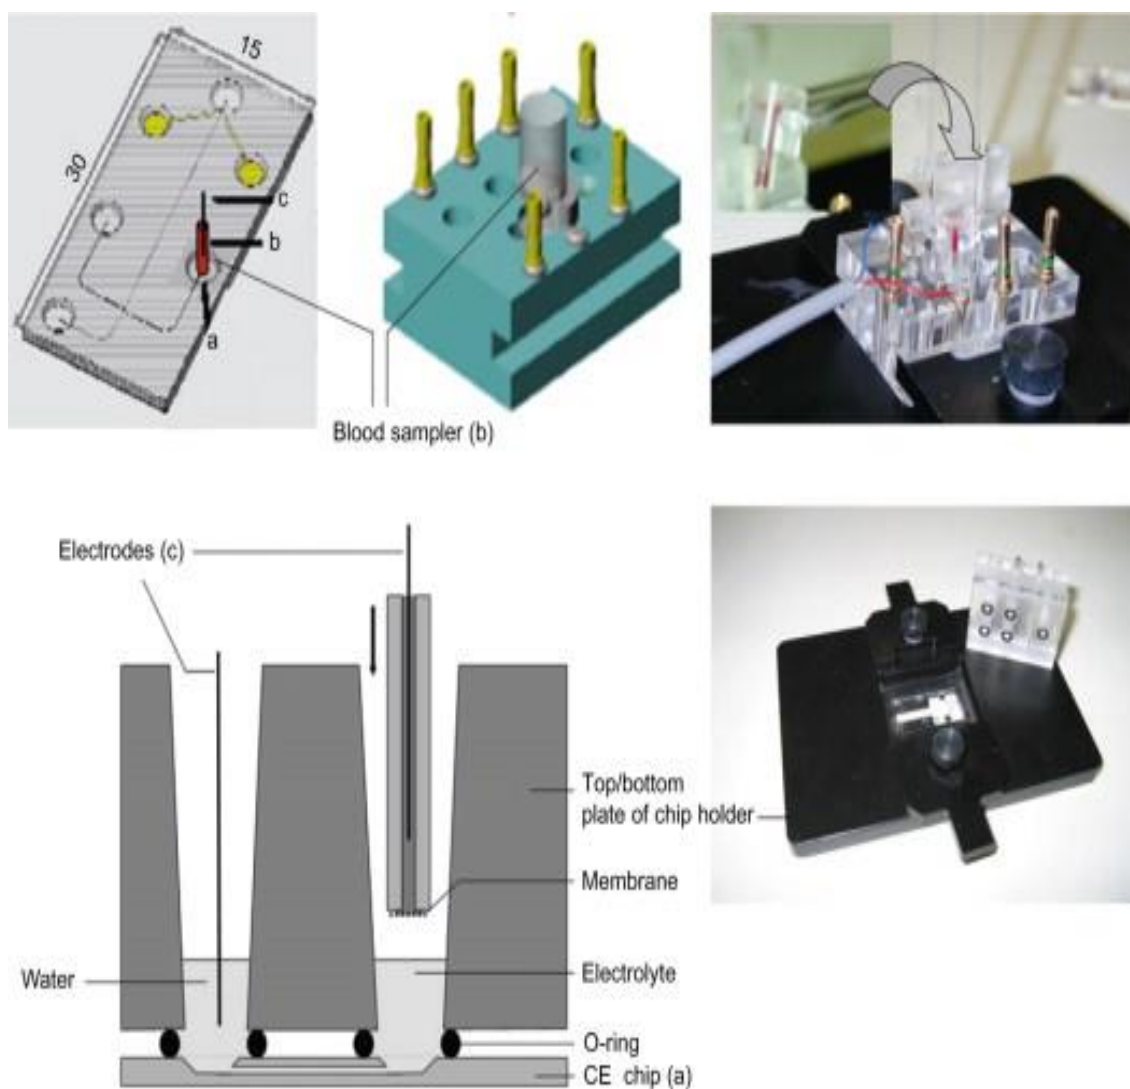 15
30
c
b
a
Blood sampler (b)
Electrodes (c)
Top/bottom
plate of chip holder
Membrane
Water
Electrolyte
O-ring
CE chip (a)